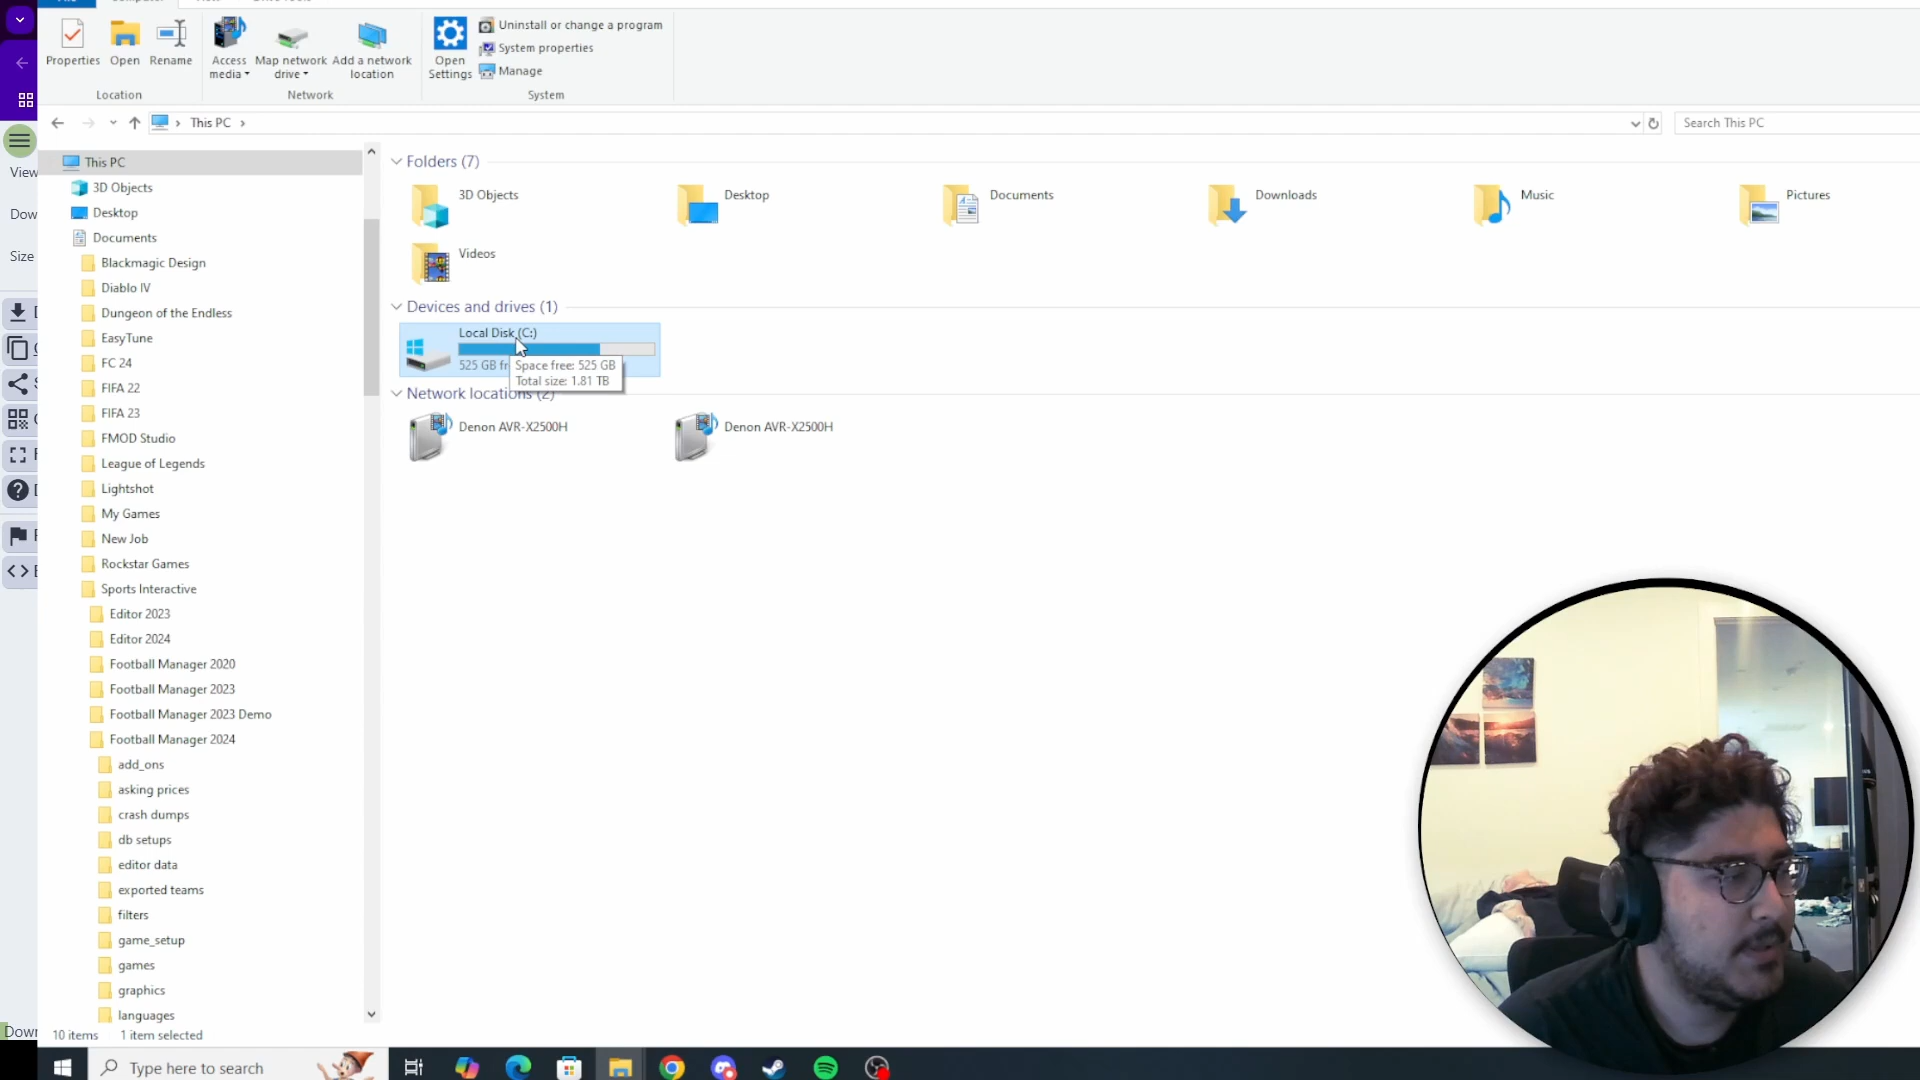 Properties Open Rename Access media Map network drive Add a network location Open Settings
Uninstall or change a program
System properties
Manage
Location Network System
This PC
Search This PC
View
Size
This PC
3D Objects
Desktop
Documents
Blackmagic Design
Diablo IV
Dungeon of the Endless
EasyTune
FC 24
FIFA 22
FIFA 23
FMOD Studio
League of Legends
Lightshot
My Games
New Job
Rockstar Games
Sports Interactive
Editor 2023
Editor 2024
Football Manager 2020
Football Manager 2023
Football Manager 2023 Demo
Football Manager 2024
add_ons
asking prices
crash dumps
db setups
editor data
exported teams
filters
game_setup
games
graphics
languages
Folders (7)
3D Objects Desktop Documents Downloads Music Pictures
Videos
Devices and drives (1)
Local Disk (C:)
525 GB fr
Space free: 525 GB
Total size: 1.81 TB
Network locations (2)
Denon AVR-X2500H Denon AVR-X2500H
10 items 1 item selected
Type here to search